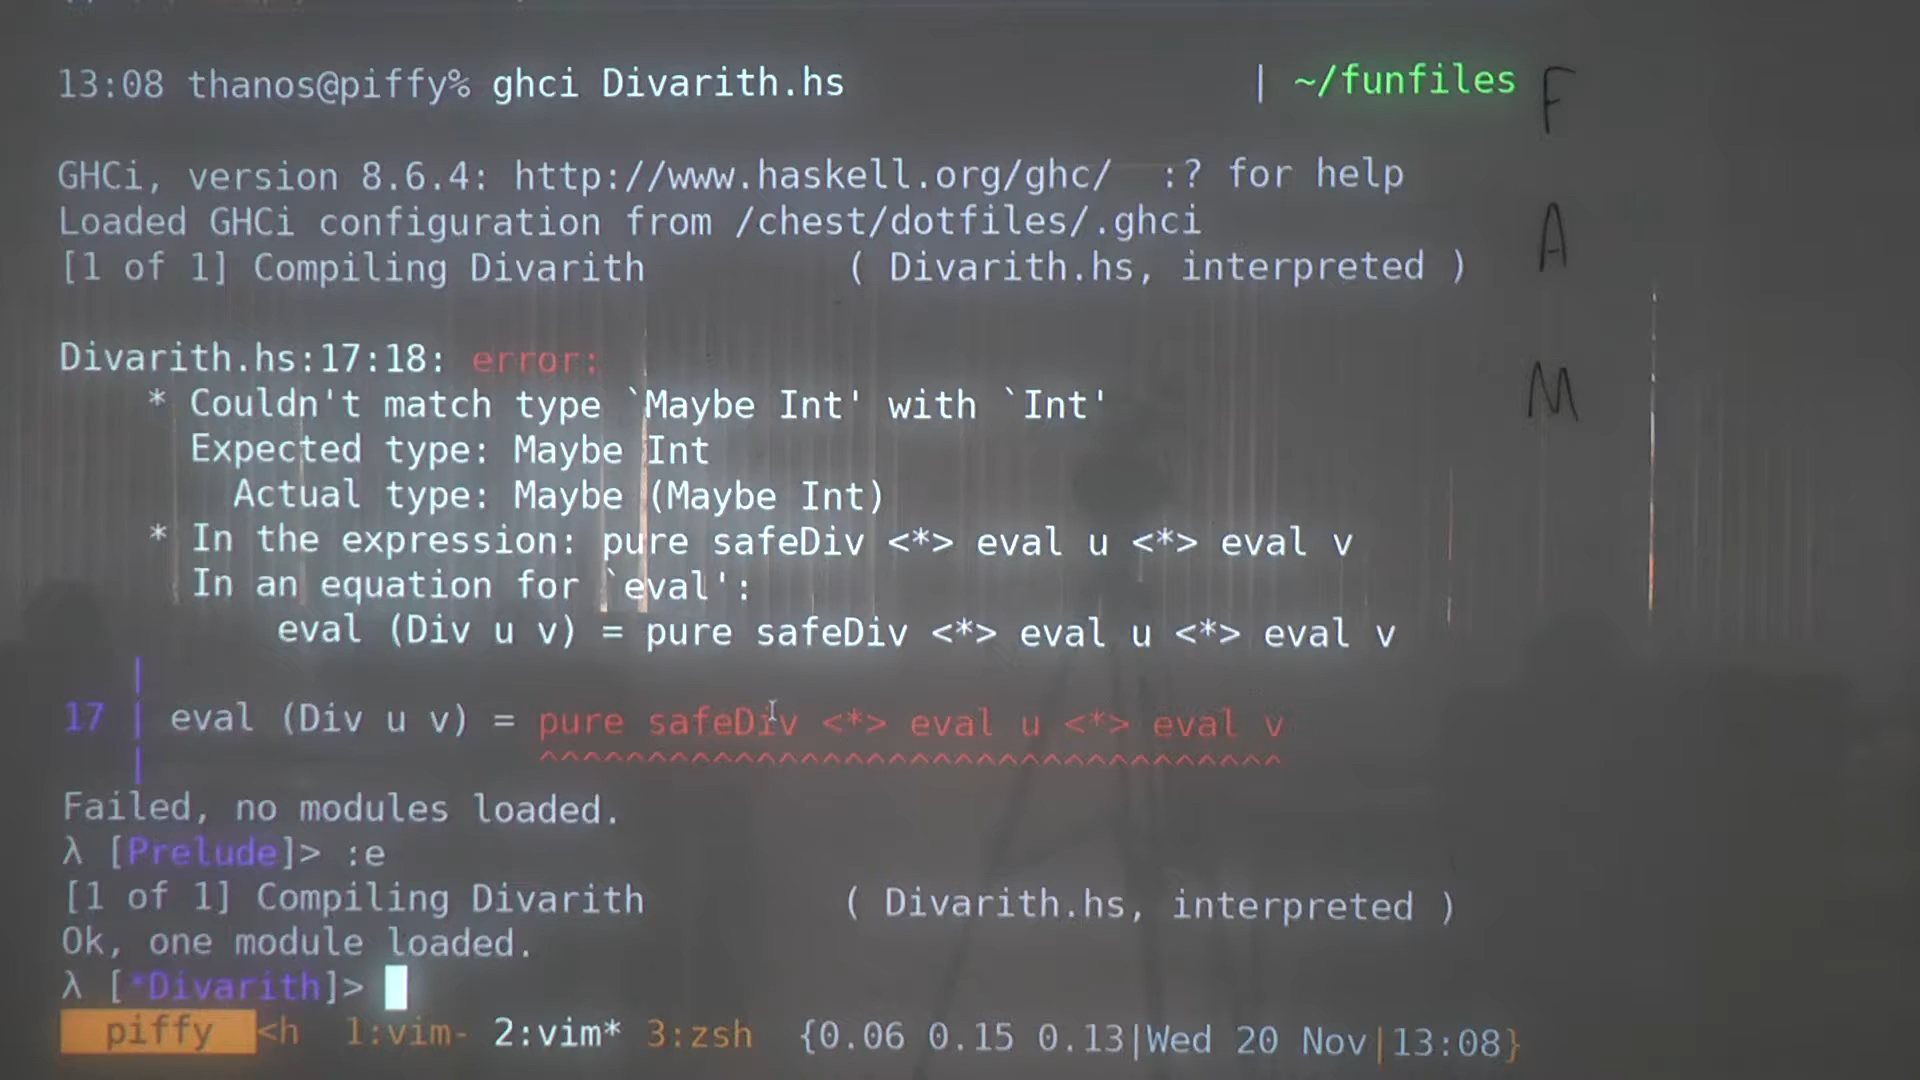 13:08 thanos@piffy% ghci Divarith.hs | ~/funfiles
F
GHCi, version 8.6.4: http://www.haskell.org/ghc/  :? for help
Loaded GHCi configuration from /chest/dotfiles/.ghci
A
[1 of 1] Compiling Divarith ( Divarith.hs, interpreted )
Divarith.hs:17:18: error:
* Couldn't match type `Maybe Int' with `Int'
M
Expected type: Maybe Int
Actual type: Maybe (Maybe Int)
* In the expression: pure safeDiv <*> eval u <*> eval v
In an equation for `eval':
eval (Div u v) = pure safeDiv <*> eval u <*> eval v
|
17 | eval (Div u v) = pure safeDiv <*> eval u <*> eval v
| ^^^^^^^^^^^^^^^^^^^^^^^^^^^^^^^^^^
Failed, no modules loaded.
λ [Prelude]> :e
[1 of 1] Compiling Divarith ( Divarith.hs, interpreted )
Ok, one module loaded.
λ [*Divarith]>
piffy <h 1:vim- 2:vim* 3:zsh {0.06 0.15 0.13|Wed 20 Nov|13:08}